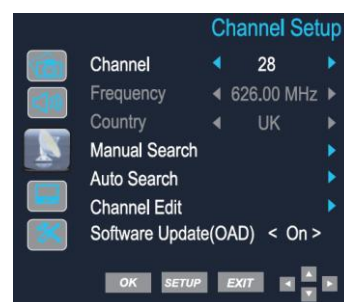 Channel Setup
Channel 28
Frequency 626.00 MHz
Country UK
Manual Search
Auto Search
Channel Edit
Software Update(OAD) < On >
OK SETUP EXIT